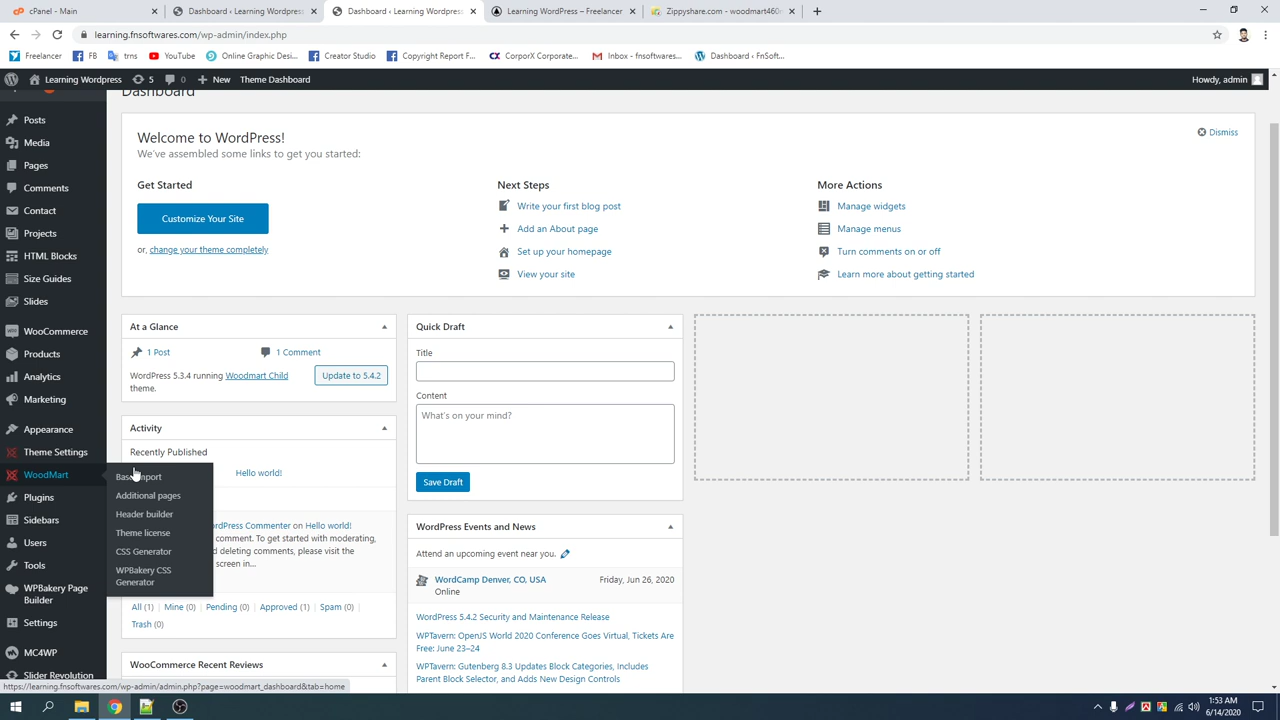 cPanel - Main
Dashboard ‹ Learning Wordpress
Dashboard ‹ Learning Wordpress
Learning WordPress – Freelancer
Zippyshare.com - woodmart460
learning.fnsoftwares.com/wp-admin/index.php
Freelancer
FB
trns
YouTube
Online Graphic Desi...
Creator Studio
Copyright Report F...
CorporX Corporate...
Inbox - fnsoftwares...
Dashboard ‹ FnSoft...
Learning Wordpress
5
0
New
Theme Dashboard
Howdy, admin
Dashboard
Posts
Media
Pages
Comments
Contact
Projects
HTML Blocks
Size Guides
Slides
WooCommerce
Products
Analytics
Marketing
Appearance
Theme Settings
WoodMart
Plugins
Sidebars
Users
Tools
WPBakery Page
Builder
Settings
MC4WP
Slider Revolution
Base import
Additional pages
Header builder
Theme license
CSS Generator
WPBakery CSS
Generator
Welcome to WordPress!
Dismiss
We've assembled some links to get you started:
Get Started
Customize Your Site
or, change your theme completely
Next Steps
Write your first blog post
Add an About page
Set up your homepage
View your site
More Actions
Manage widgets
Manage menus
Turn comments on or off
Learn more about getting started
At a Glance
1 Post
1 Comment
WordPress 5.3.4 running Woodmart Child
theme.
Update to 5.4.2
Activity
Recently Published
Hello world!
rdPress Commenter on Hello world!
comment. To get started with moderating,
d deleting comments, please visit the
screen in...
All (1) | Mine (0) | Pending (0) | Approved (1) | Spam (0) |
Trash (0)
WooCommerce Recent Reviews
Quick Draft
Title
Content
What's on your mind?
Save Draft
WordPress Events and News
Attend an upcoming event near you.
WordCamp Denver, CO, USA
Friday, Jun 26, 2020
Online
WordPress 5.4.2 Security and Maintenance Release
WPTavern: OpenJS World 2020 Conference Goes Virtual, Tickets Are
Free: June 23–24
WPTavern: Gutenberg 8.3 Updates Block Categories, Includes
Parent Block Selector, and Adds New Design Controls
https://learning.fnsoftwares.com/wp-admin/admin.php?page=woodmart_dashboard&tab=home
1:53 AM
6/14/2020